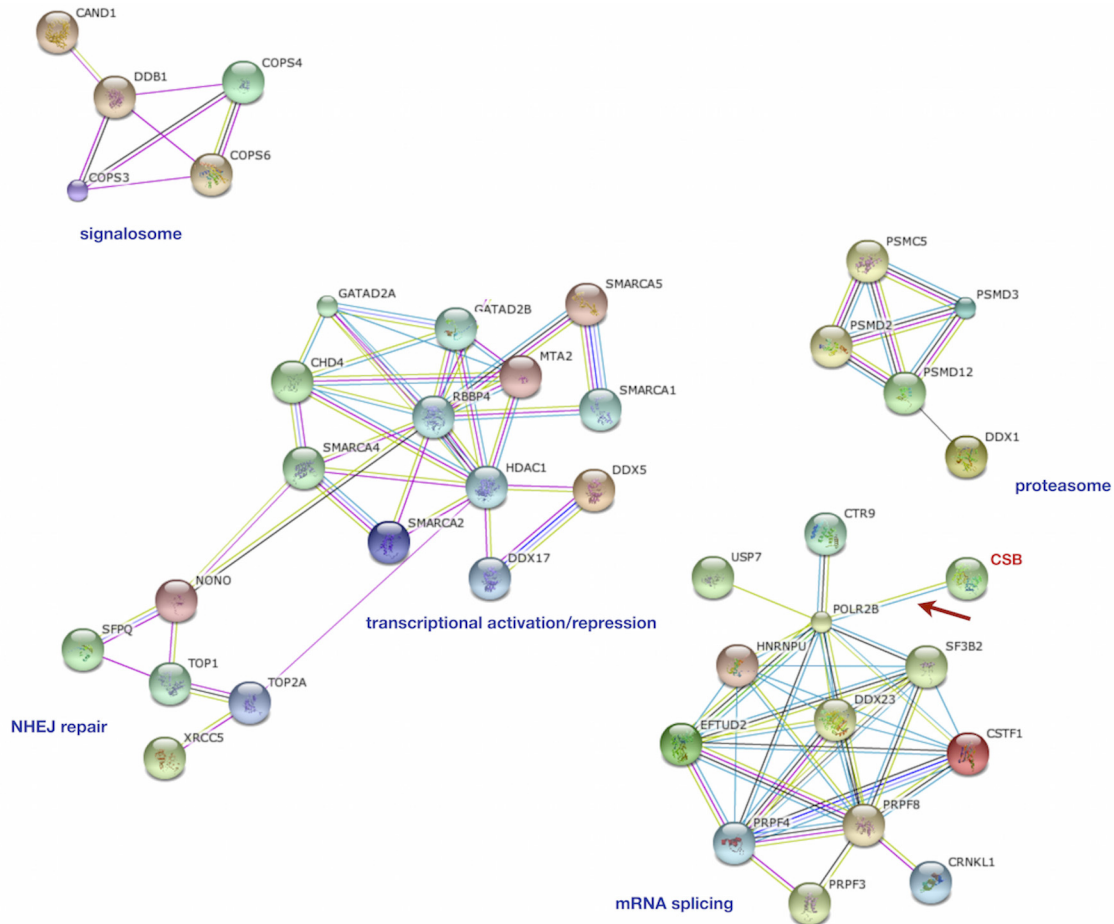 CAND1
DDB1
COPS4
COPS6
COPS3
signalosome
PSMC5
PSMD3
PSMD2
PSMD12
DDX1
proteasome
GATAD2A
GATAD2B
SMARCA5
CHD4
MTA2
RBBP4
SMARCA1
SMARCA4
HDAC1
DDX5
SMARCA2
DDX17
transcriptional activation/repression
NONO
SFPQ
TOP1
TOP2A
XRCC5
NHEJ repair
CTR9
USP7
CSB
POLR2B
HNRNPU
SF3B2
DDX23
EFTUD2
CSTF1
PRPF4
PRPF8
CRNKL1
PRPF3
mRNA splicing